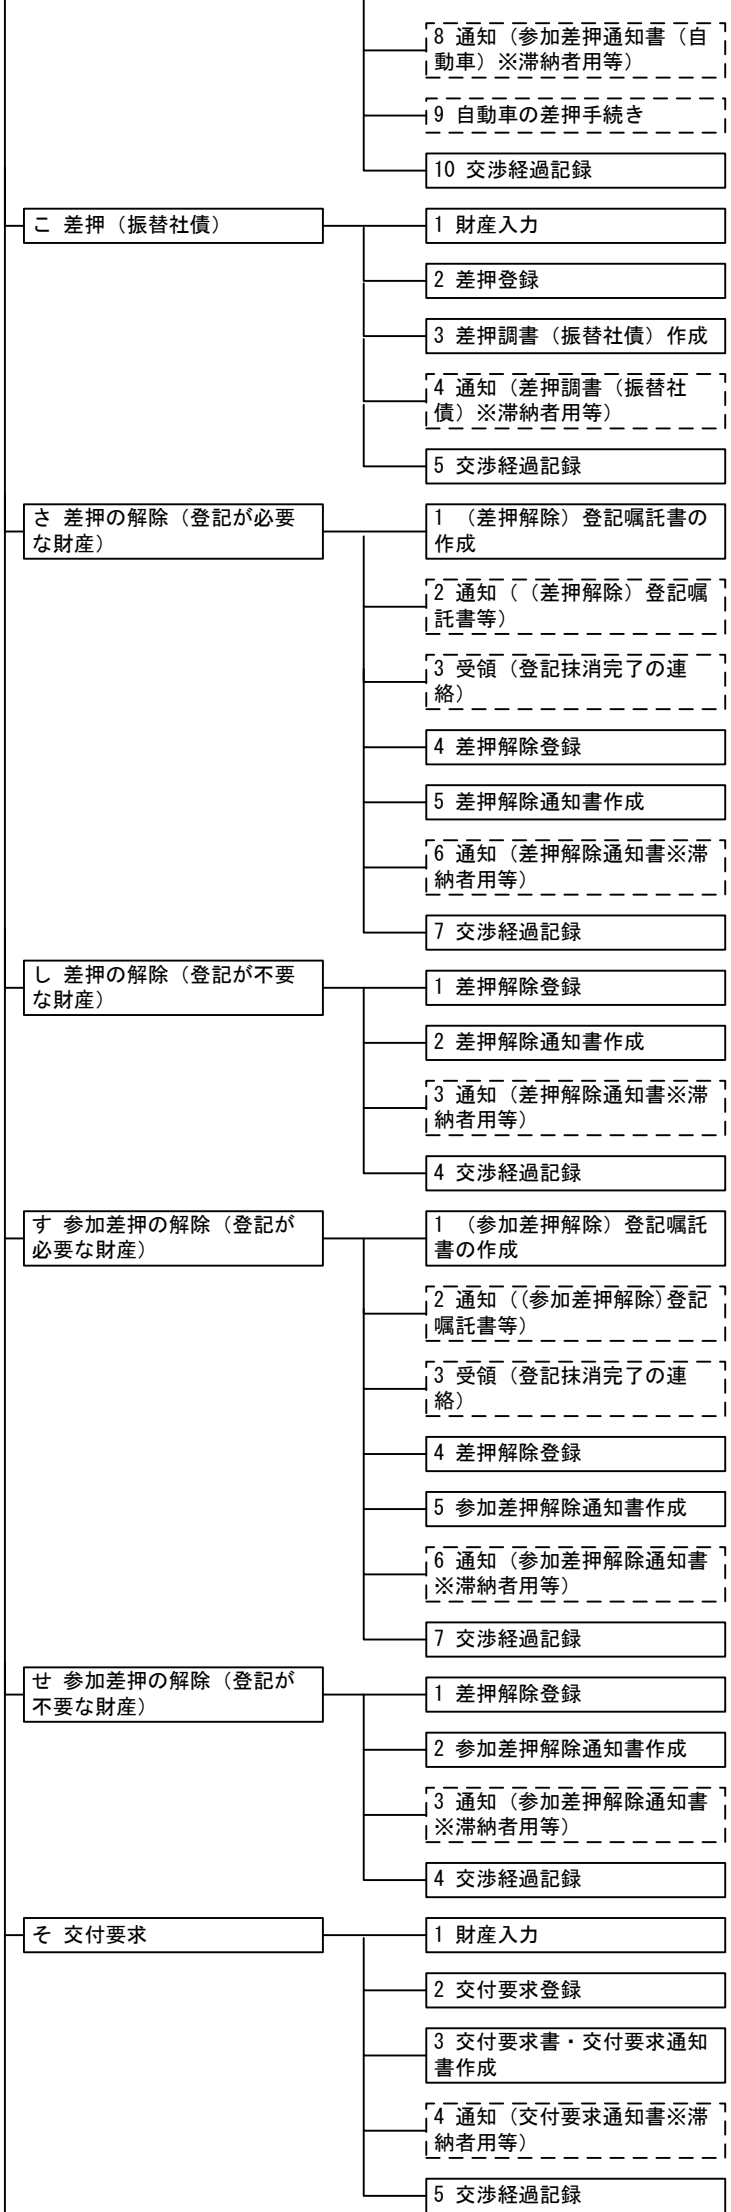 8 通知（参加差押通知書（自
動車）※滞納者用等）
9 自動車の差押手続き
10 交渉経過記録
こ 差押（振替社債）
1 財産入力
2 差押登録
3 差押調書（振替社債）作成
4 通知（差押調書（振替社
債）※滞納者用等）
5 交渉経過記録
さ 差押の解除（登記が必要
な財産）
1 （差押解除）登記嘱託書の
作成
2 通知（（差押解除）登記嘱
託書等）
3 受領（登記抹消完了の連
絡）
4 差押解除登録
5 差押解除通知書作成
6 通知（差押解除通知書※滞
納者用等）
7 交渉経過記録
し 差押の解除（登記が不要
な財産）
1 差押解除登録
2 差押解除通知書作成
3 通知（差押解除通知書※滞
納者用等）
4 交渉経過記録
す 参加差押の解除（登記が
必要な財産）
1 （参加差押解除）登記嘱託
書の作成
2 通知（(参加差押解除)登記
嘱託書等）
3 受領（登記抹消完了の連
絡）
4 差押解除登録
5 参加差押解除通知書作成
6 通知（参加差押解除通知書
※滞納者用等）
7 交渉経過記録
せ 参加差押の解除（登記が
不要な財産）
1 差押解除登録
2 参加差押解除通知書作成
3 通知（参加差押解除通知書
※滞納者用等）
4 交渉経過記録
そ 交付要求
1 財産入力
2 交付要求登録
3 交付要求書・交付要求通知
書作成
4 通知（交付要求通知書※滞
納者用等）
5 交渉経過記録